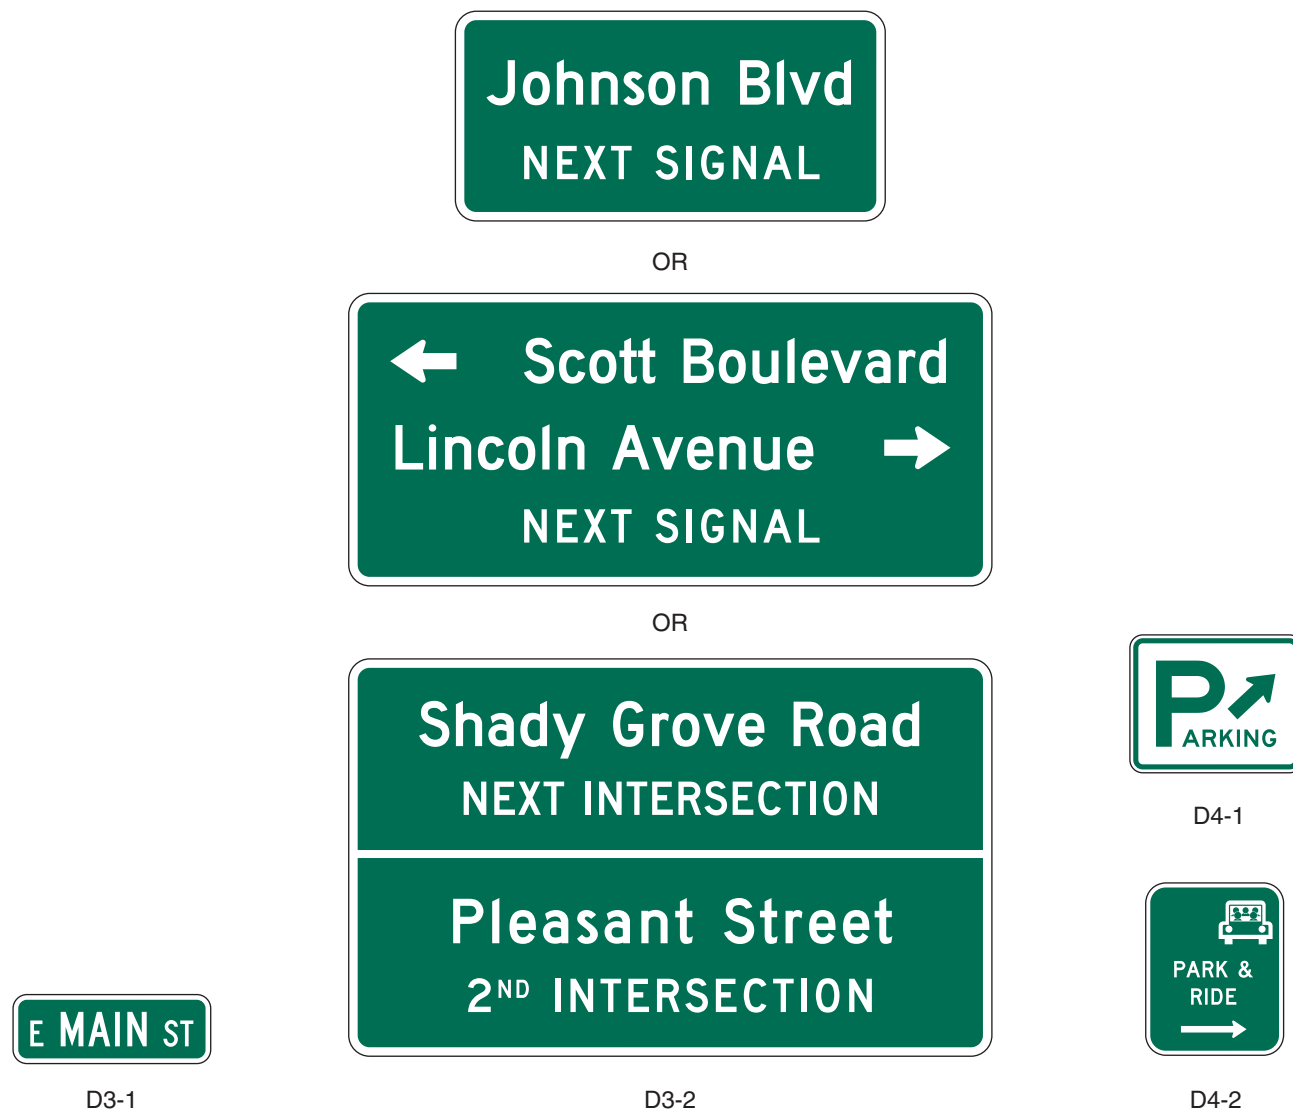 Johnson Blvd
NEXT SIGNAL
OR
Scott Boulevard
Lincoln Avenue
NEXT SIGNAL
OR
Shady Grove Road
NEXT INTERSECTION
Pleasant Street
2ND INTERSECTION
D3-2
E MAIN ST
D3-1
PARKING
D4-1
PARK &
RIDE
D4-2